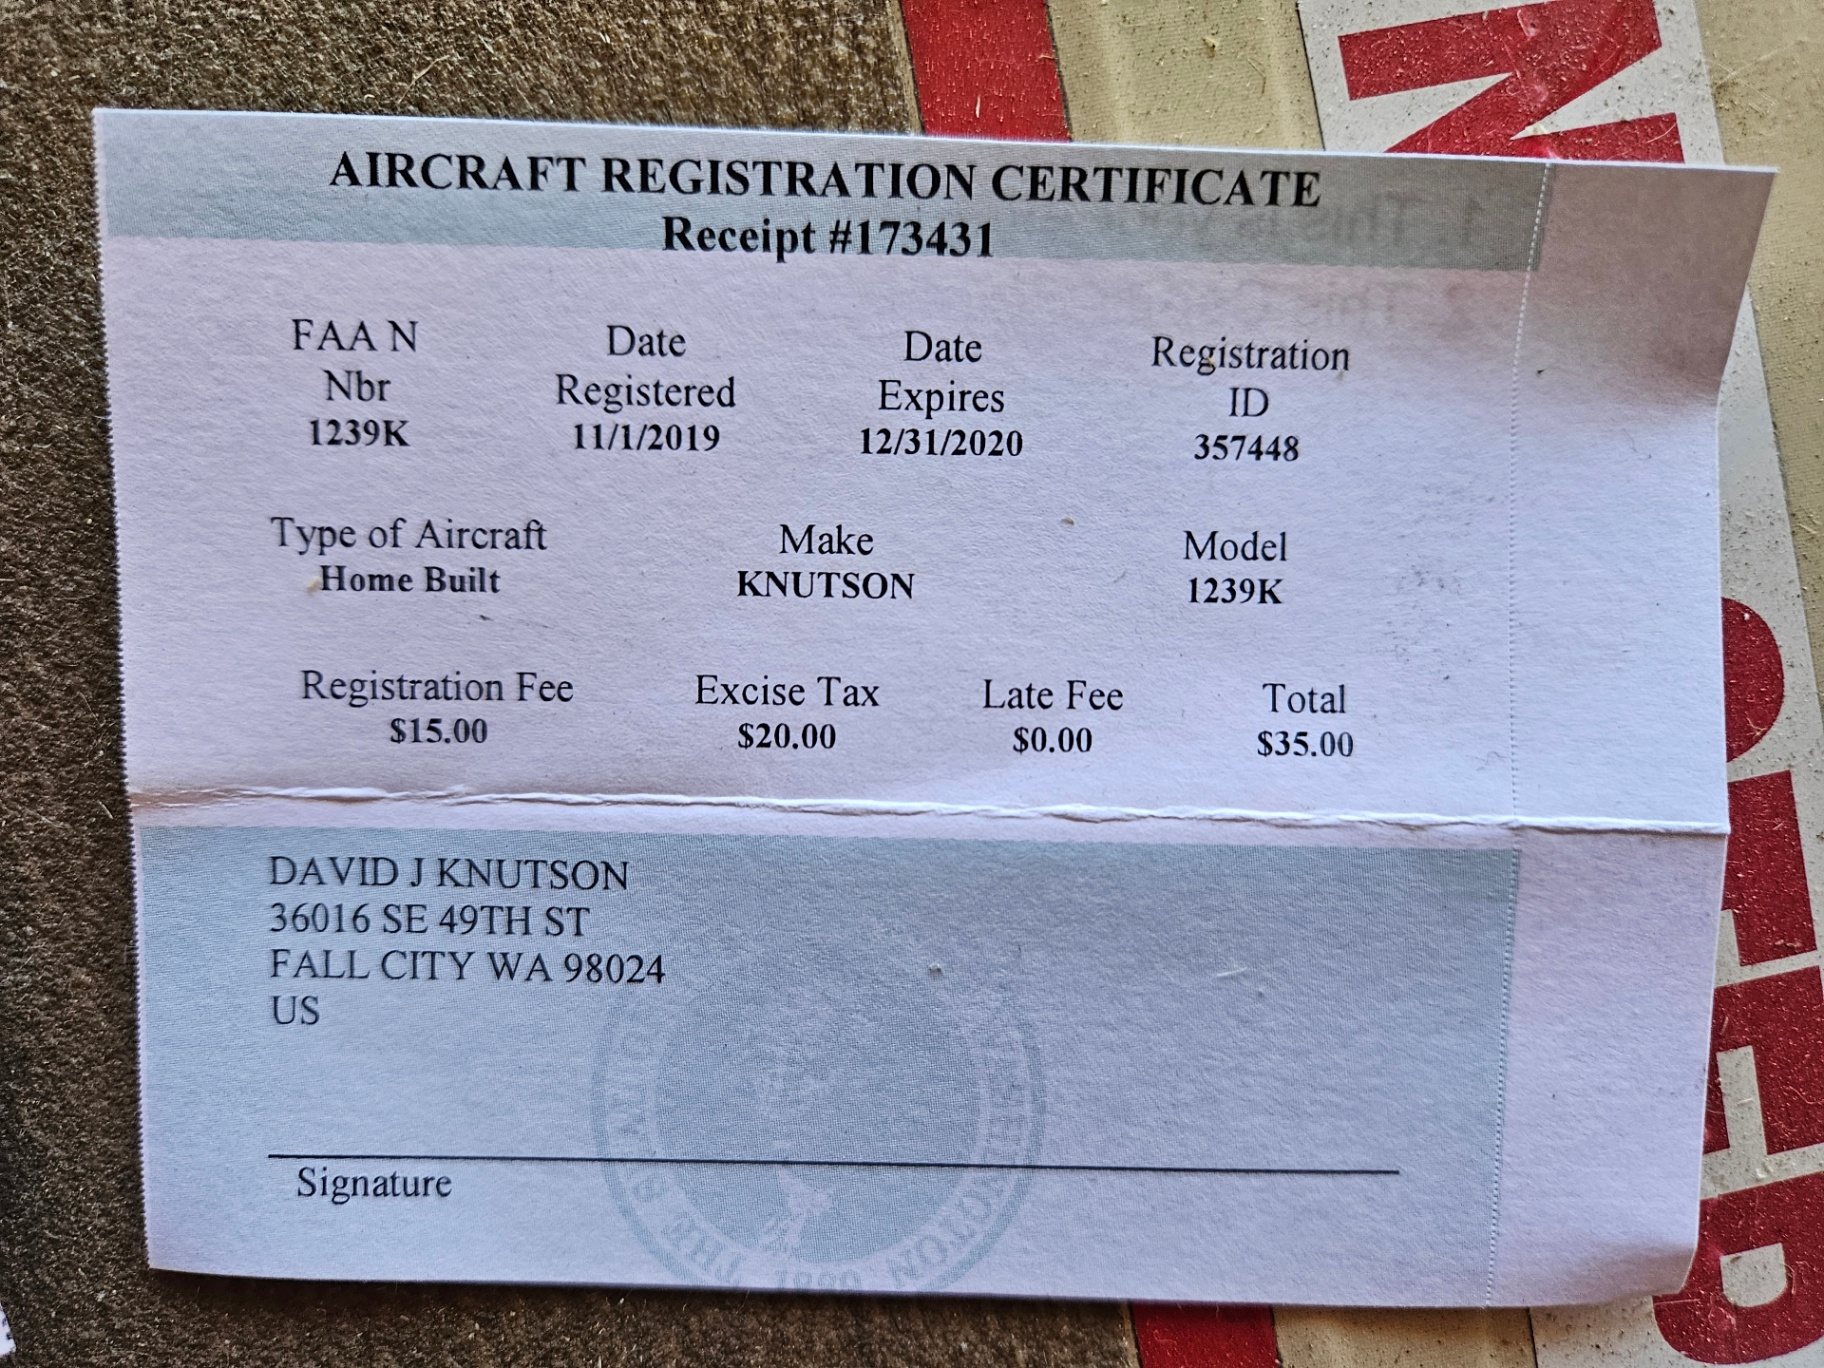 AIRCRAFT REGISTRATION CERTIFICATE
Receipt #173431
FAA N Date Date Registration
Nbr Registered Expires ID
1239K 11/1/2019 12/31/2020 357448
Type of Aircraft Make Model
Home Built KNUTSON 1239K
Registration Fee Excise Tax Late Fee Total
$15.00 $20.00 $0.00 $35.00
DAVID J KNUTSON
36016 SE 49TH ST
FALL CITY WA 98024
US
Signature
THE